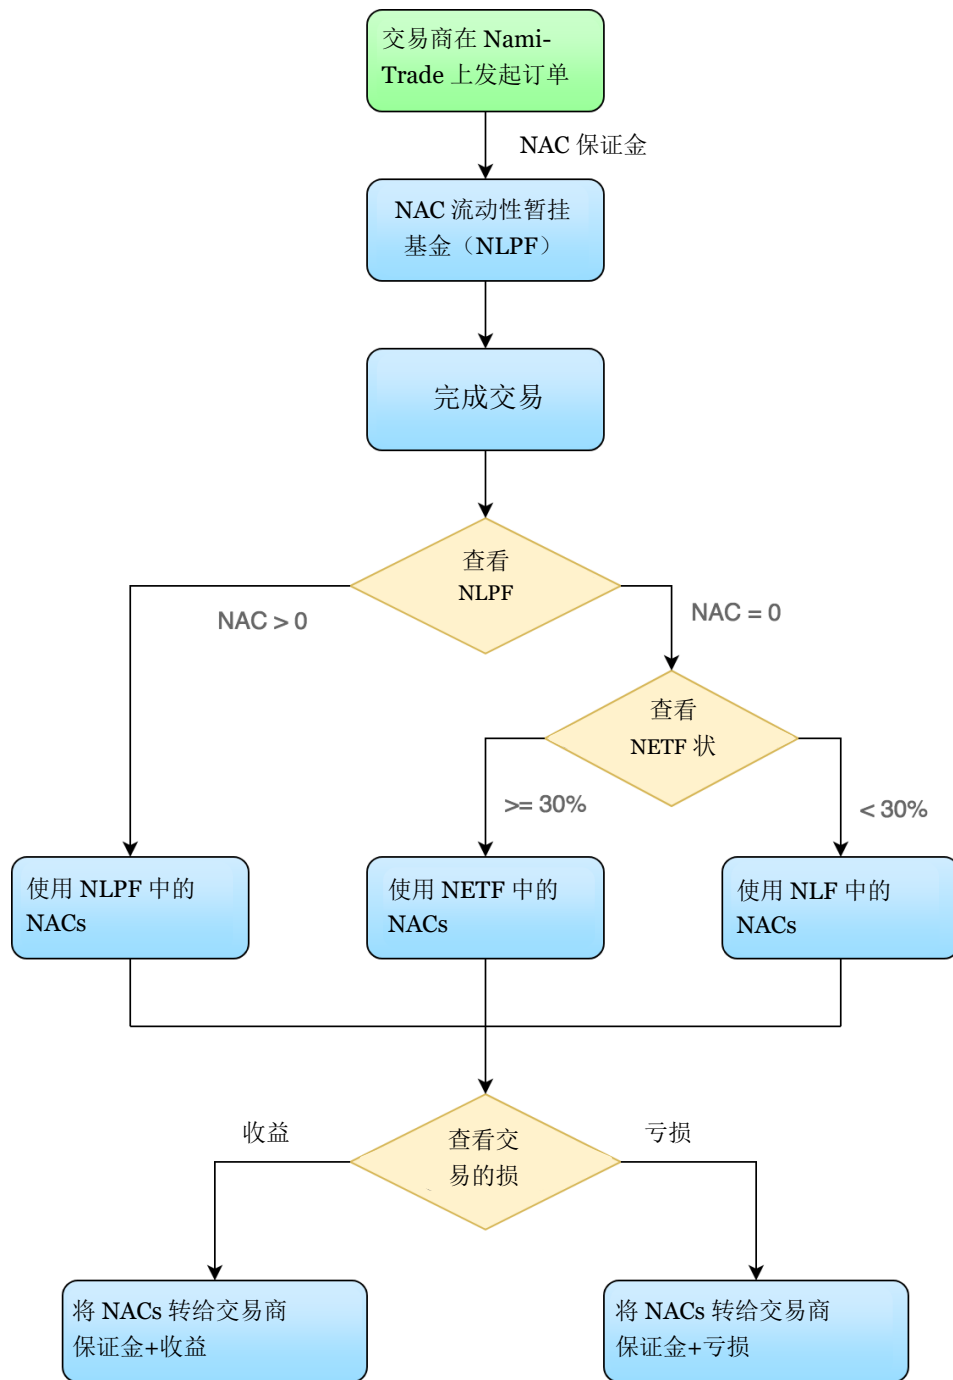 交易商在 Nami-
Trade 上发起订单
NAC 保证金
NAC 流动性暂挂
基金（NLPF）
完成交易
查看
NLPF
NAC > 0
NAC = 0
查看
NETF 状
>= 30%
< 30%
使用 NLPF 中的
NACs
使用 NETF 中的
NACs
使用 NLF 中的
NACs
收益
查看交
易的损
亏损
将 NACs 转给交易商
保证金+收益
将 NACs 转给交易商
保证金+亏损